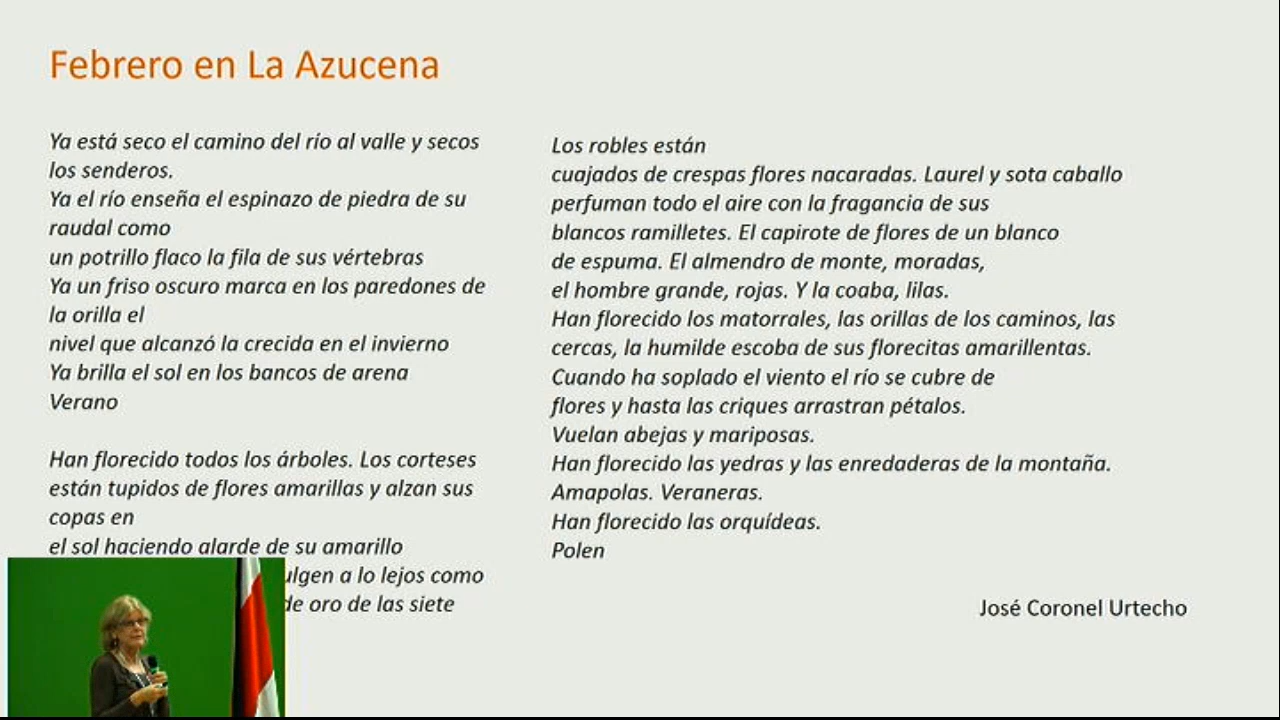 Febrero en La Azucena
Ya está seco el camino del río al valle y secos
los senderos.
Ya el río enseña el espinazo de piedra de su
raudal como
un potrillo flaco la fila de sus vértebras
Ya un friso oscuro marca en los paredones de
la orilla el
nivel que alcanzó la crecida en el invierno
Ya brilla el sol en los bancos de arena
Verano
Han florecido todos los árboles. Los corteses
están tupidos de flores amarillas y alzan sus
copas en
el sol haciendo alarde de su amarillo
a lo lejos como
de oro de las siete
Los robles están
cuajados de crespas flores nacaradas. Laurel y sota caballo
perfuman todo el aire con la fragancia de sus
blancos ramilletes. El capirote de flores de un blanco
de espuma. El almendro de monte, moradas,
el hombre grande, rojas. Y la coaba, lilas.
Han florecido los matorrales, las orillas de los caminos, las
cercas, la humilde escoba de sus florecitas amarillentas.
Cuando ha soplado el viento el río se cubre de
flores y hasta las criques arrastran pétalos.
Vuelan abejas y mariposas.
Han florecido las yedras y las enredaderas de la montaña.
Amapolas. Veraneras.
Han florecido las orquídeas.
Polen
José Coronel Urtecho